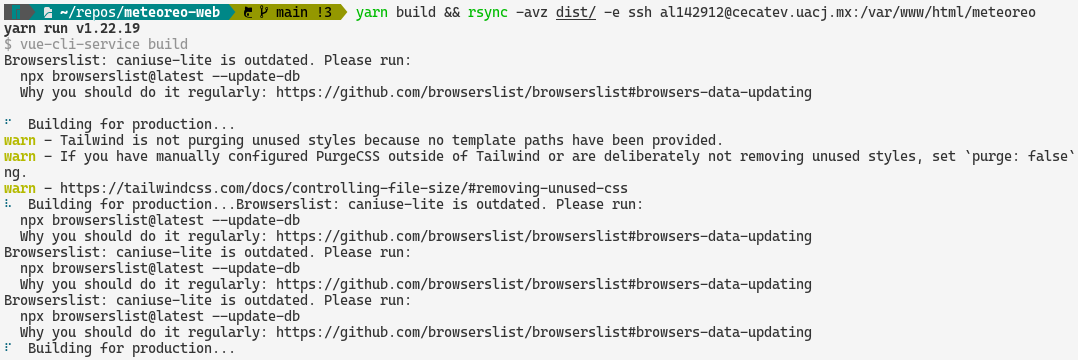 ~/repos/meteoreo-web main !3 yarn build && rsync -avz dist/ -e ssh al142912@cecatev.uacj.mx:/var/www/html/meteoreo
yarn run v1.22.19
$ vue-cli-service build
Browserslist: caniuse-lite is outdated. Please run:
  npx browserslist@latest --update-db
  Why you should do it regularly: https://github.com/browserslist/browserslist#browsers-data-updating
Building for production...
warn - Tailwind is not purging unused styles because no template paths have been provided.
warn - If you have manually configured PurgeCSS outside of Tailwind or are deliberately not removing unused styles, set `purge: false`
ng.
warn - https://tailwindcss.com/docs/controlling-file-size/#removing-unused-css
Building for production...Browserslist: caniuse-lite is outdated. Please run:
  npx browserslist@latest --update-db
  Why you should do it regularly: https://github.com/browserslist/browserslist#browsers-data-updating
Browserslist: caniuse-lite is outdated. Please run:
  npx browserslist@latest --update-db
  Why you should do it regularly: https://github.com/browserslist/browserslist#browsers-data-updating
Browserslist: caniuse-lite is outdated. Please run:
  npx browserslist@latest --update-db
  Why you should do it regularly: https://github.com/browserslist/browserslist#browsers-data-updating
Building for production...